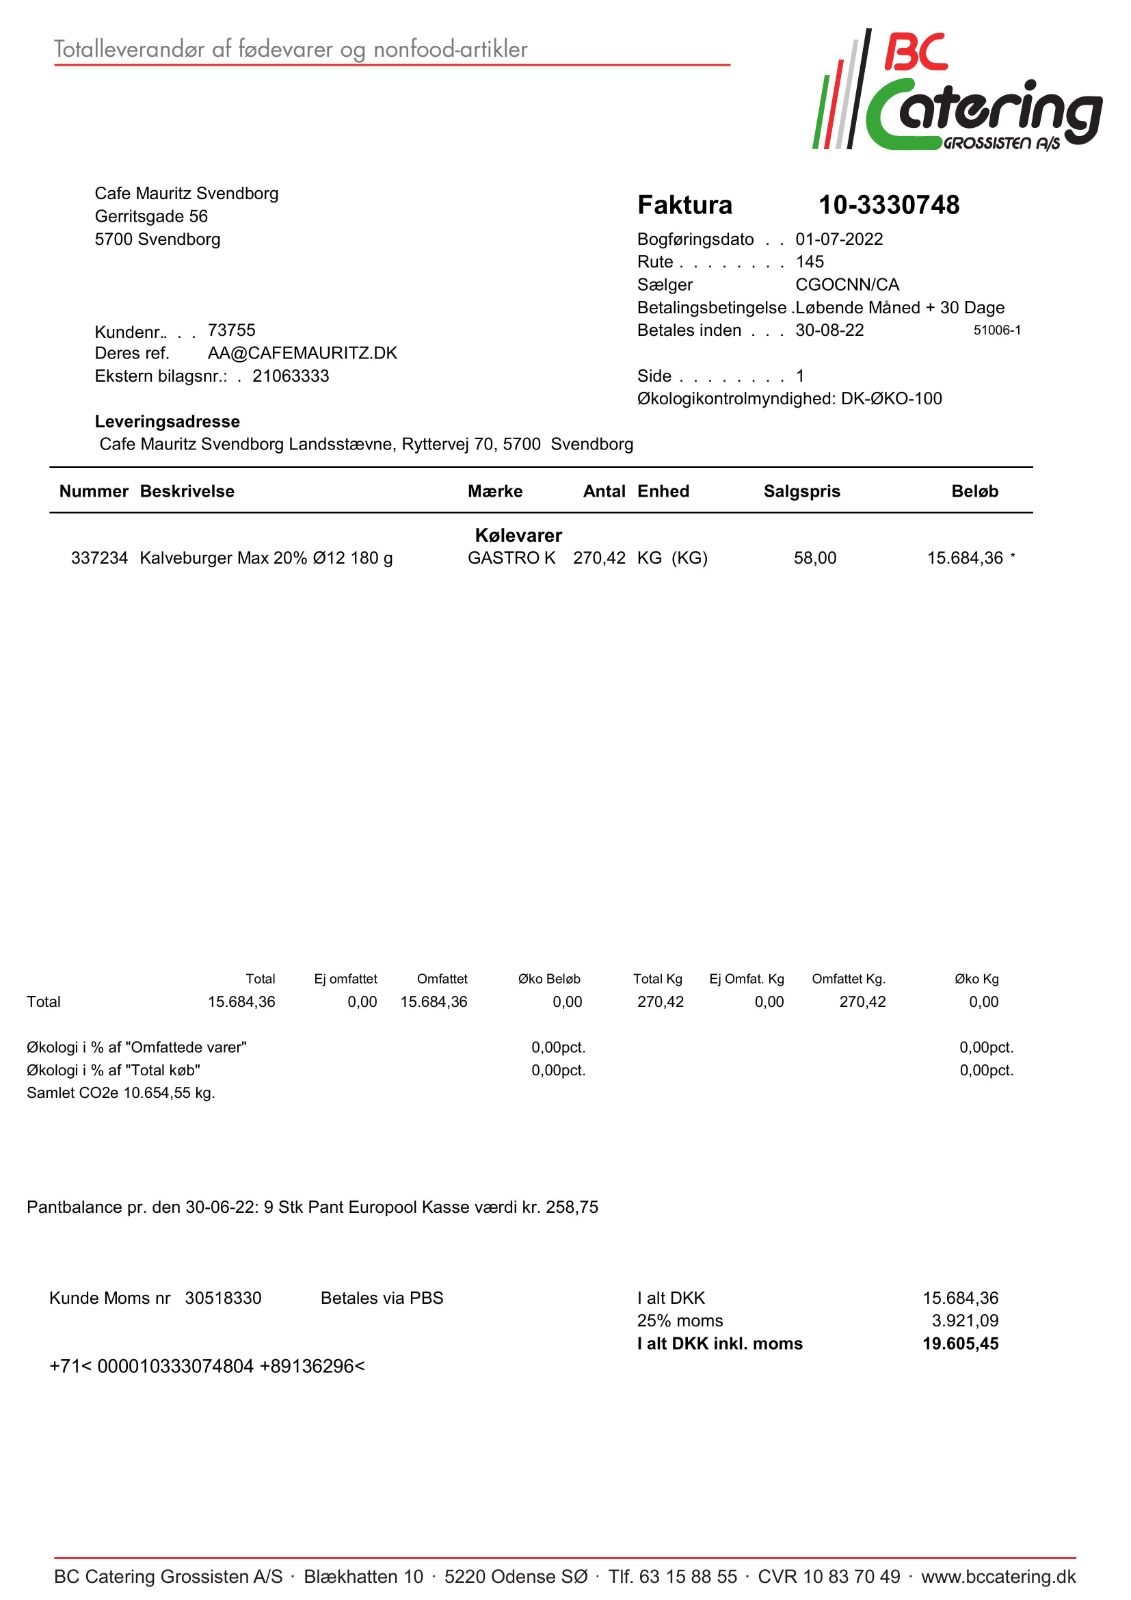 Totalleverandør af fødevarer og nonfood-artikler
BC
Catering
GROSSISTEN A/S
Cafe Mauritz Svendborg
Gerritsgade 56
5700 Svendborg
Faktura 10-3330748
Bogføringsdato . . 01-07-2022
Rute . . . . . . . . 145
Sælger CGOCNN/CA
Betalingsbetingelse .Løbende Måned + 30 Dage
Kundenr.. . . 73755
Betales inden . . . 30-08-22 51006-1
Deres ref. AA@CAFEMAURITZ.DK
Ekstern bilagsnr.: . 21063333
Side . . . . . . . . 1
Økologikontrolmyndighed: DK-ØKO-100
Leveringsadresse
Cafe Mauritz Svendborg Landsstævne, Ryttervej 70, 5700 Svendborg
Nummer Beskrivelse Mærke Antal Enhed Salgspris Beløb
Kølevarer
337234 Kalveburger Max 20% Ø12 180 g GASTRO K 270,42 KG (KG) 58,00 15.684,36 *
Total Ej omfattet Omfattet Øko Beløb Total Kg Ej Omfat. Kg Omfattet Kg. Øko Kg
Total 15.684,36 0,00 15.684,36 0,00 270,42 0,00 270,42 0,00
Økologi i % af "Omfattede varer" 0,00pct. 0,00pct.
Økologi i % af "Total køb" 0,00pct. 0,00pct.
Samlet CO2e 10.654,55 kg.
Pantbalance pr. den 30-06-22: 9 Stk Pant Europool Kasse værdi kr. 258,75
Kunde Moms nr 30518330 Betales via PBS I alt DKK 15.684,36
25% moms 3.921,09
I alt DKK inkl. moms 19.605,45
+71< 000010333074804 +89136296<
BC Catering Grossisten A/S · Blækhatten 10 · 5220 Odense SØ · Tlf. 63 15 88 55 · CVR 10 83 70 49 · www.bccatering.dk